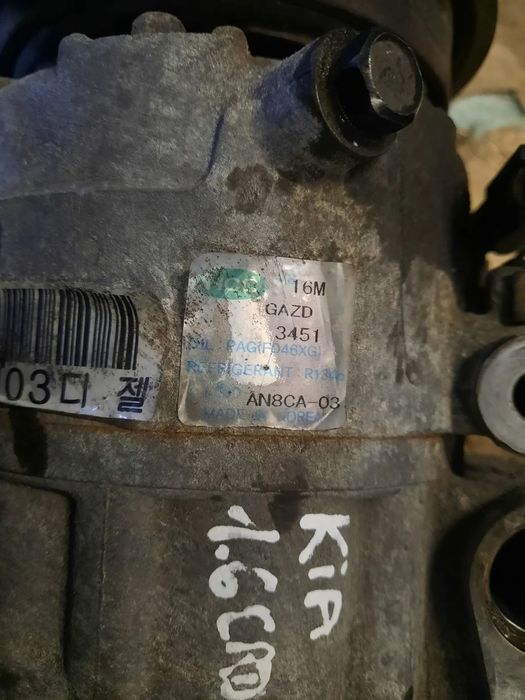 16M
GAZD
3451
OIL PAG(FD46XG)
REFRIGERANT R134a
AN8CA-03
MADE IN KOREA
03디 젤
KiA
1.6 CRD